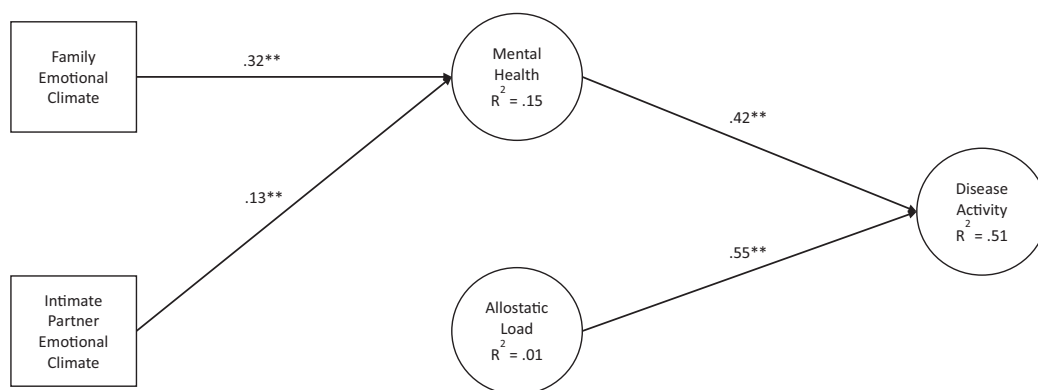 Family
Emotional
Climate
.32**
Mental
Health
R² = .15
.42**
.13**
Disease
Activity
R² = .51
Intimate
Partner
Emotional
Climate
.55**
Allostatic
Load
R² = .01